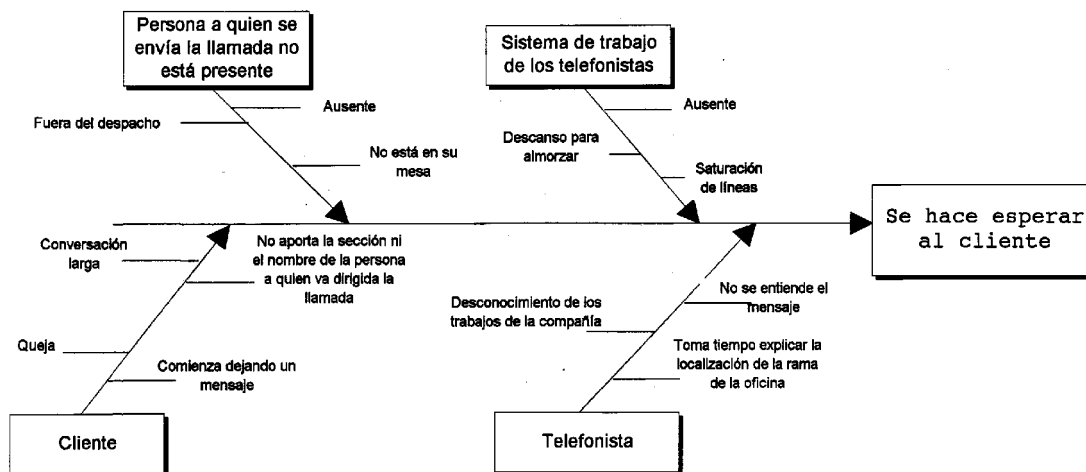 Persona a quien se
envía la llamada no
está presente
Sistema de trabajo
de los telefonistas
Ausente
Fuera del despacho
No está en su
mesa
Ausente
Descanso para
almorzar
Saturación
de líneas
Se hace esperar
al cliente
Conversación
larga
No aporta la sección ni
el nombre de la persona
a quien va dirigida la
llamada
Queja
Comienza dejando un
mensaje
Cliente
No se entiende el
mensaje
Desconocimiento de los
trabajos de la compañía
Toma tiempo explicar la
localización de la rama
de la oficina
Telefonista